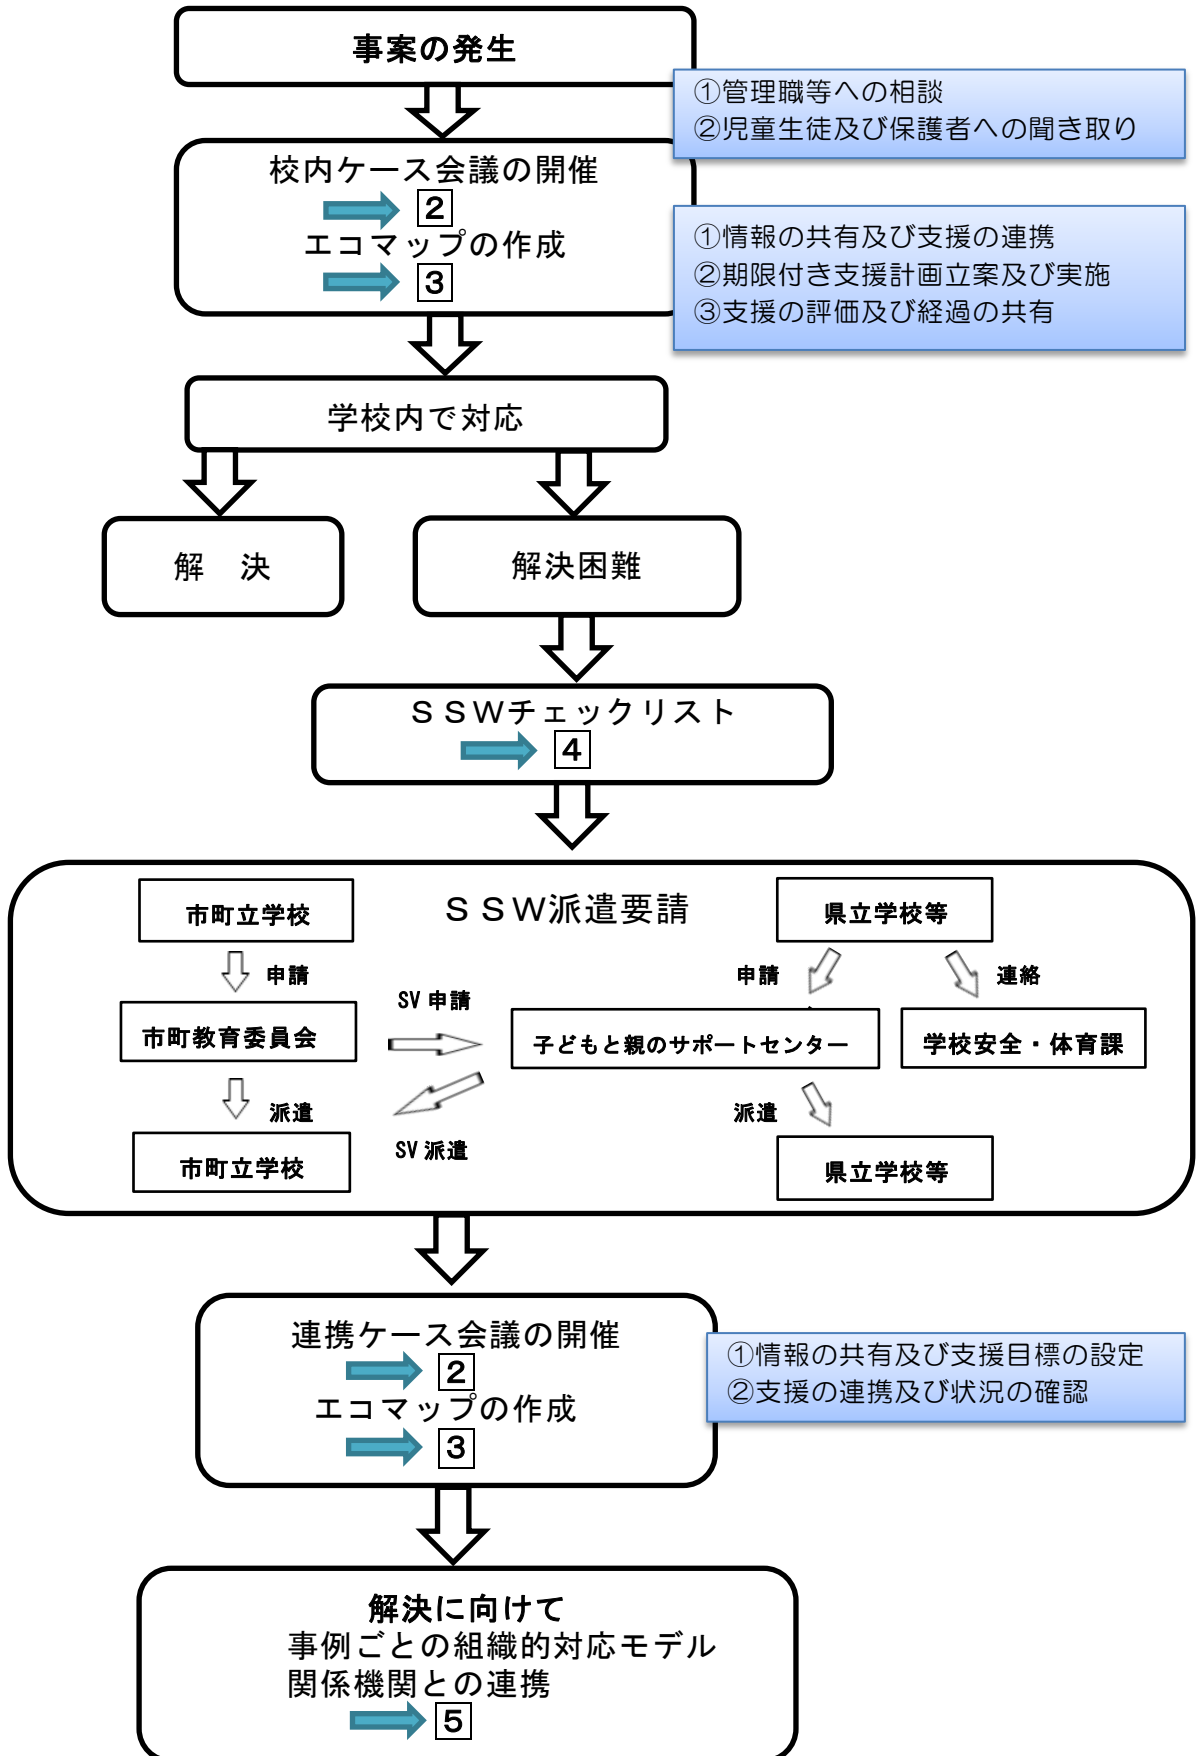 事案の発生
①管理職等への相談
②児童生徒及び保護者への聞き取り
校内ケース会議の開催
2
エコマップの作成
3
①情報の共有及び支援の連携
②期限付き支援計画立案及び実施
③支援の評価及び経過の共有
学校内で対応
解　決
解決困難
ＳＳＷチェックリスト
4
ＳＳＷ派遣要請
市町立学校
県立学校等
申請
申請
連絡
市町教育委員会
SV 申請
子どもと親のサポートセンター
学校安全・体育課
派遣
SV 派遣
派遣
市町立学校
県立学校等
連携ケース会議の開催
2
エコマップの作成
3
①情報の共有及び支援目標の設定
②支援の連携及び状況の確認
解決に向けて
事例ごとの組織的対応モデル
関係機関との連携
5